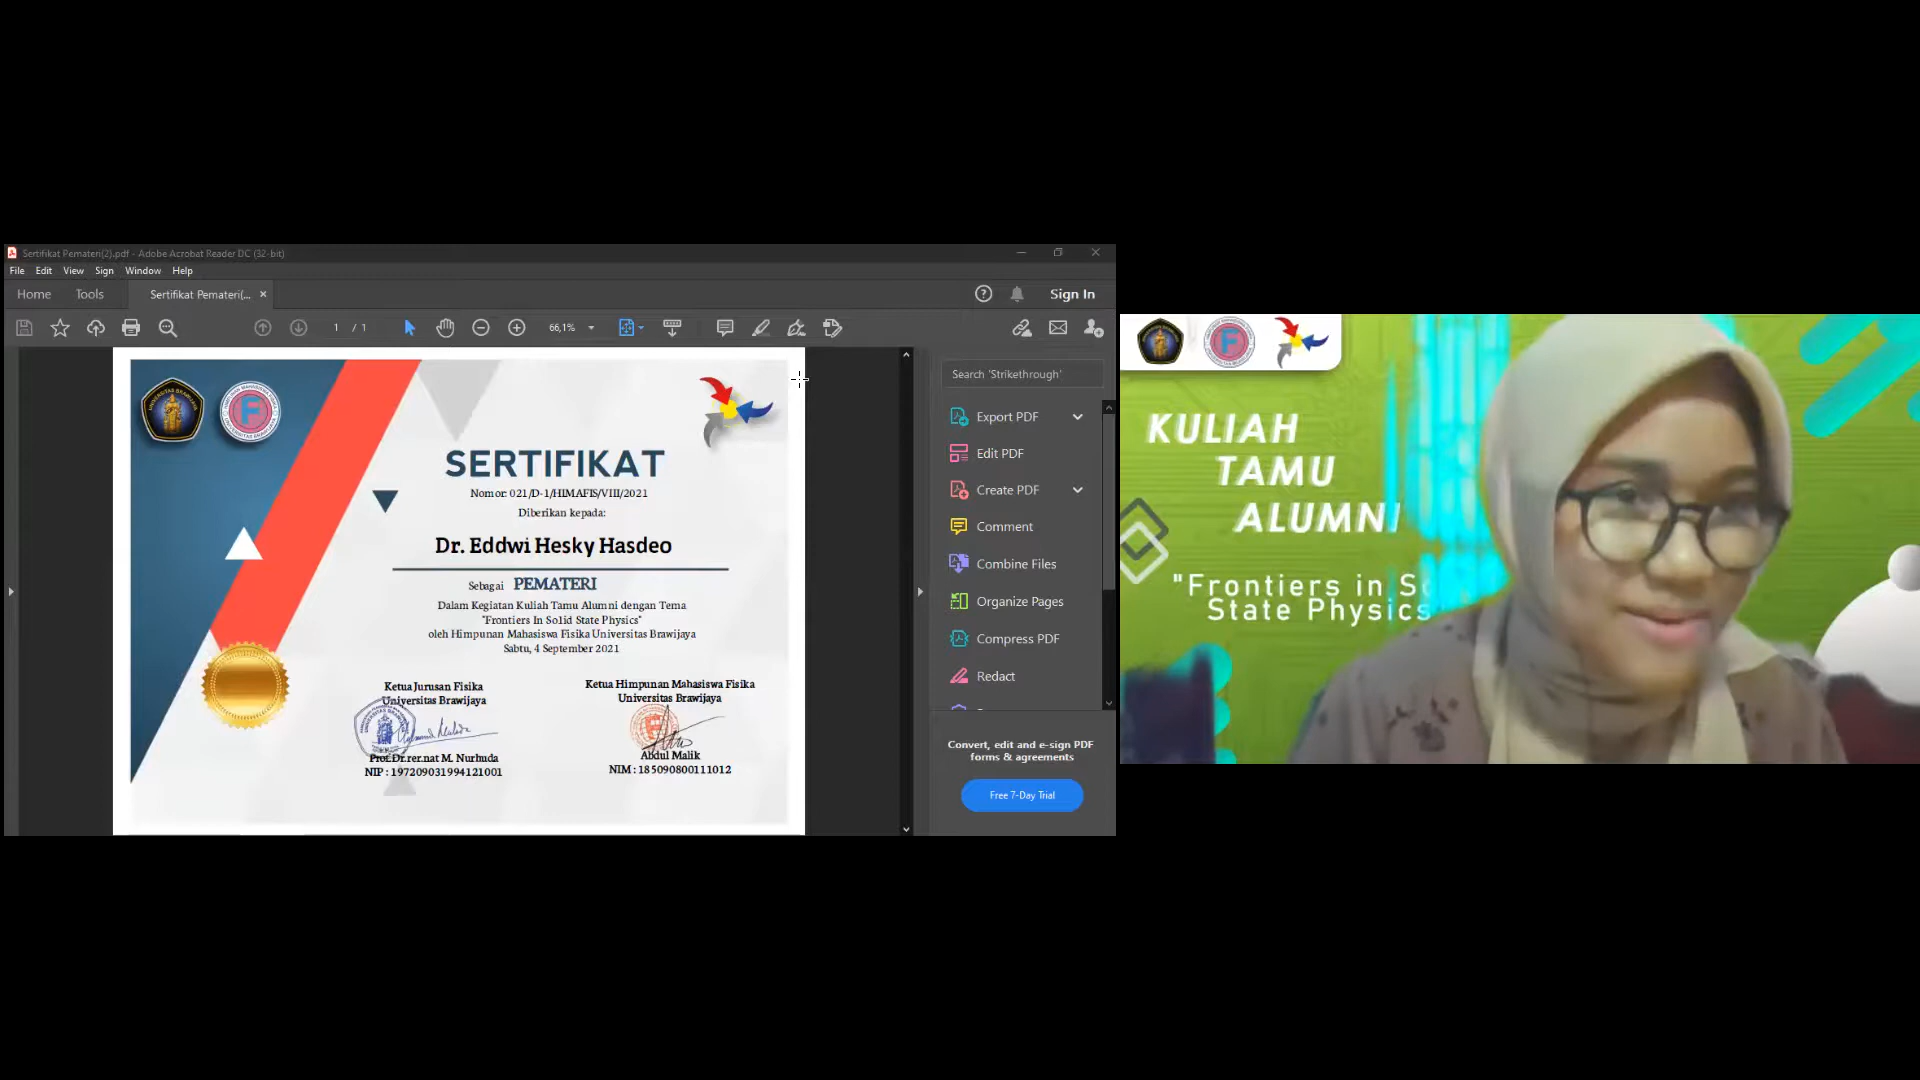 Sertifikat Pemateri(2).pdf - Adobe Acrobat Reader DC (32-bit)
File Edit View Sign Window Help
Home Tools Sertifikat Pemateri(... × Sign In
1 / 1 66,1%
UNIVERSITAS BRAWIJAYA
F
SERTIFIKAT
Nomor: 021/D-1/HIMAFIS/VIII/2021
Diberikan kepada:
Dr. Eddwi Hesky Hasdeo
Sebagai PEMATERI
Dalam Kegiatan Kuliah Tamu Alumni dengan Tema
"Frontiers In So1id State Physics"
oleh Himpunan Mahasiswa Fisika Universitas Brawijaya
Sabtu, 4 September 2021
Ketua Jurusan Fisika
Universitas Brawijaya
Prof.Dr.rer.nat M. Nurhuda
NIP : 197209031994121001
Ketua Himpunan Mahasiswa Fisika
Universitas Brawijaya
Abdul Malik
NIM : 185090800111012
Search 'Strikethrough'
Export PDF
Edit PDF
Create PDF
Comment
Combine Files
Organize Pages
Compress PDF
Redact
Convert, edit and e-sign PDF
forms & agreements
Free 7-Day Trial
F
KULIAH
TAMU
ALUMNI
"Frontiers in So
State Physics